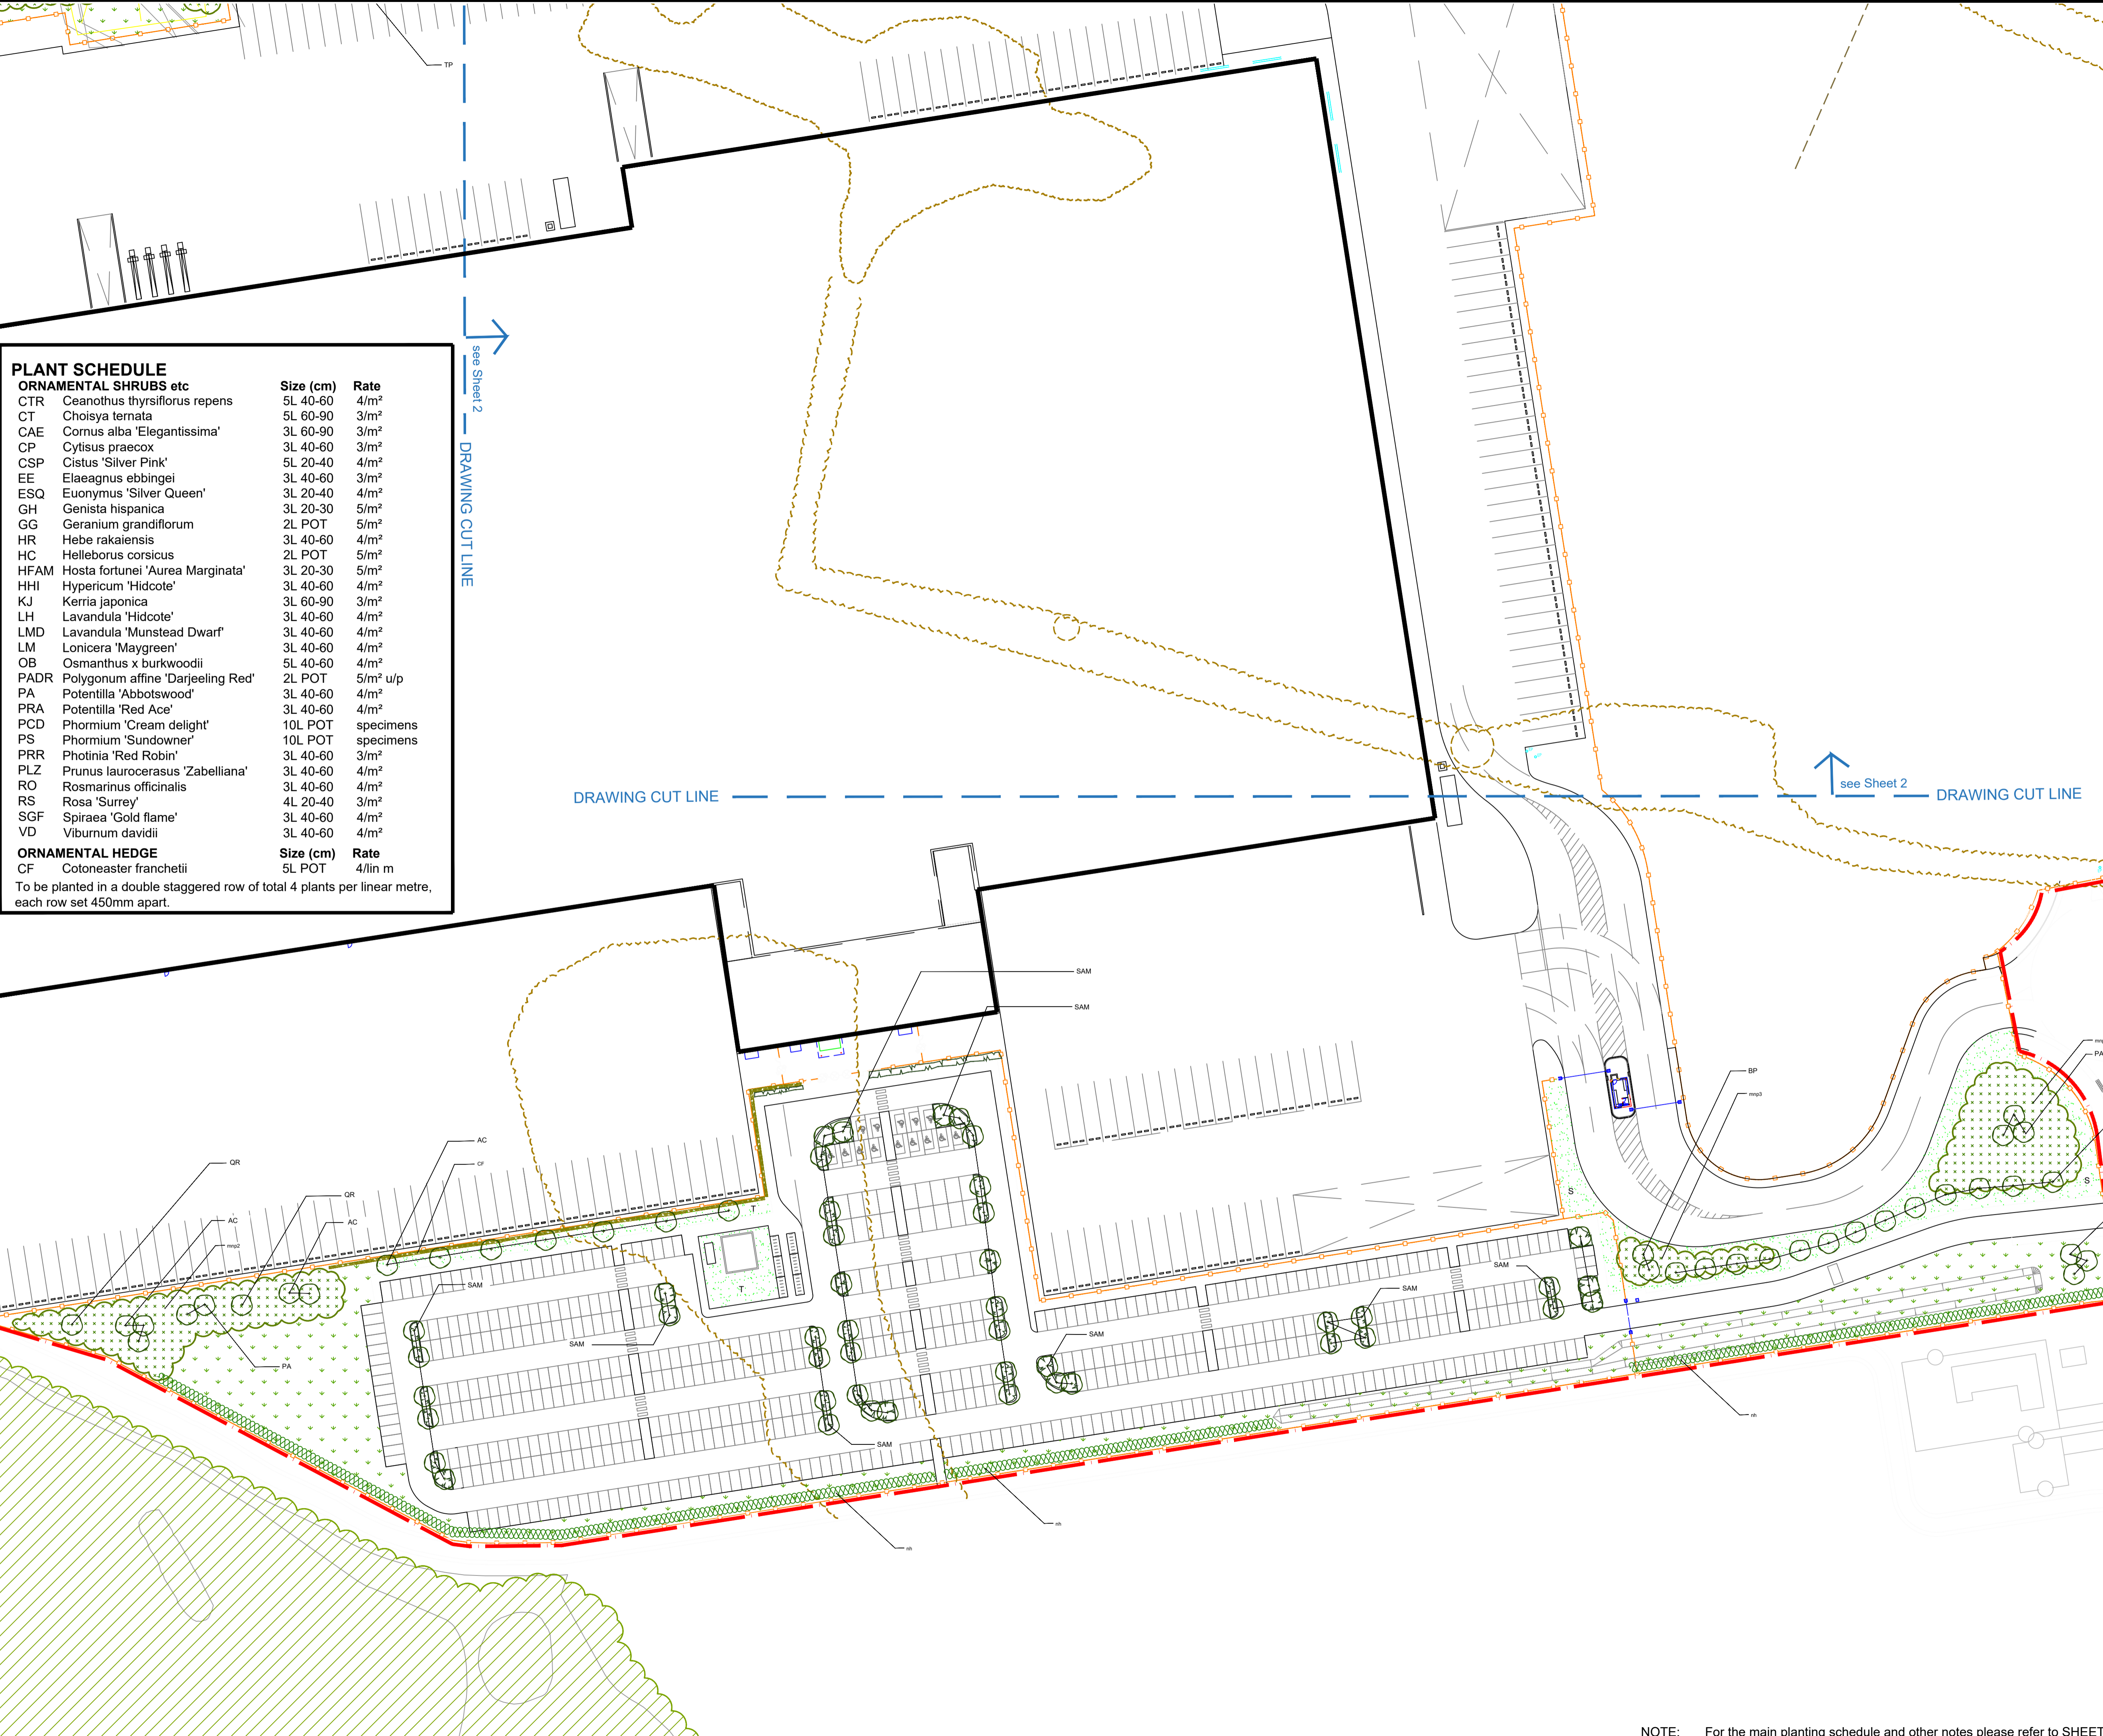 TP
see Sheet 2
DRAWING CUT LINE
PLANT SCHEDULE
ORNAMENTAL SHRUBS etc Size (cm) Rate
CTR Ceanothus thyrsiflorus repens 5L 40-60 4/m²
CT Choisya ternata 5L 60-90 3/m²
CAE Cornus alba 'Elegantissima' 3L 60-90 3/m²
CP Cytisus praecox 3L 40-60 3/m²
CSP Cistus 'Silver Pink' 5L 20-40 4/m²
EE Elaeagnus ebbingei 3L 40-60 3/m²
ESQ Euonymus 'Silver Queen' 3L 20-40 4/m²
GH Genista hispanica 3L 20-30 5/m²
GG Geranium grandiflorum 2L POT 5/m²
HR Hebe rakaiensis 3L 40-60 4/m²
HC Helleborus corsicus 2L POT 5/m²
HFAM Hosta fortunei 'Aurea Marginata' 3L 20-30 5/m²
HHI Hypericum 'Hidcote' 3L 40-60 4/m²
KJ Kerria japonica 3L 60-90 3/m²
LH Lavandula 'Hidcote' 3L 40-60 4/m²
LMD Lavandula 'Munstead Dwarf' 3L 40-60 4/m²
LM Lonicera 'Maygreen' 3L 40-60 4/m²
OB Osmanthus x burkwoodii 5L 40-60 4/m²
PADR Polygonum affine 'Darjeeling Red' 2L POT 5/m² u/p
PA Potentilla 'Abbotswood' 3L 40-60 4/m²
PRA Potentilla 'Red Ace' 3L 40-60 4/m²
PCD Phormium 'Cream delight' 10L POT specimens
PS Phormium 'Sundowner' 10L POT specimens
PRR Photinia 'Red Robin' 3L 40-60 3/m²
PLZ Prunus laurocerasus 'Zabelliana' 3L 40-60 4/m²
RO Rosmarinus officinalis 3L 40-60 4/m²
RS Rosa 'Surrey' 4L 20-40 3/m²
SGF Spiraea 'Gold flame' 3L 40-60 4/m²
VD Viburnum davidii 3L 40-60 4/m²
ORNAMENTAL HEDGE Size (cm) Rate
CF Cotoneaster franchetii 5L POT 4/lin m
To be planted in a double staggered row of total 4 plants per linear metre,
each row set 450mm apart.
DRAWING CUT LINE
see Sheet 2
DRAWING CUT LINE
SAM
SAM
PA
BP
mnp3
AC
CF
QR
QR
AC
AC
mnp2
PA
S
S
T
T
SAM
SAM
SAM
SAM
SAM
SAM
nh
nh
nh
NOTE: For the main planting schedule and other notes please refer to SHEET